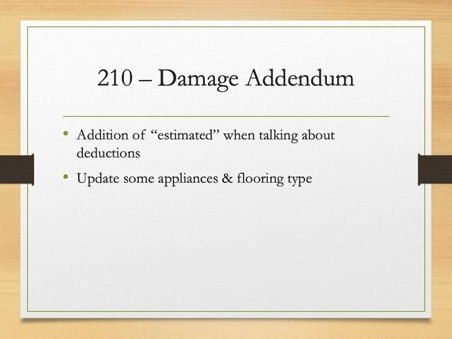 210 – Damage Addendum
• Addition of “estimated” when talking about
deductions
• Update some appliances & flooring type